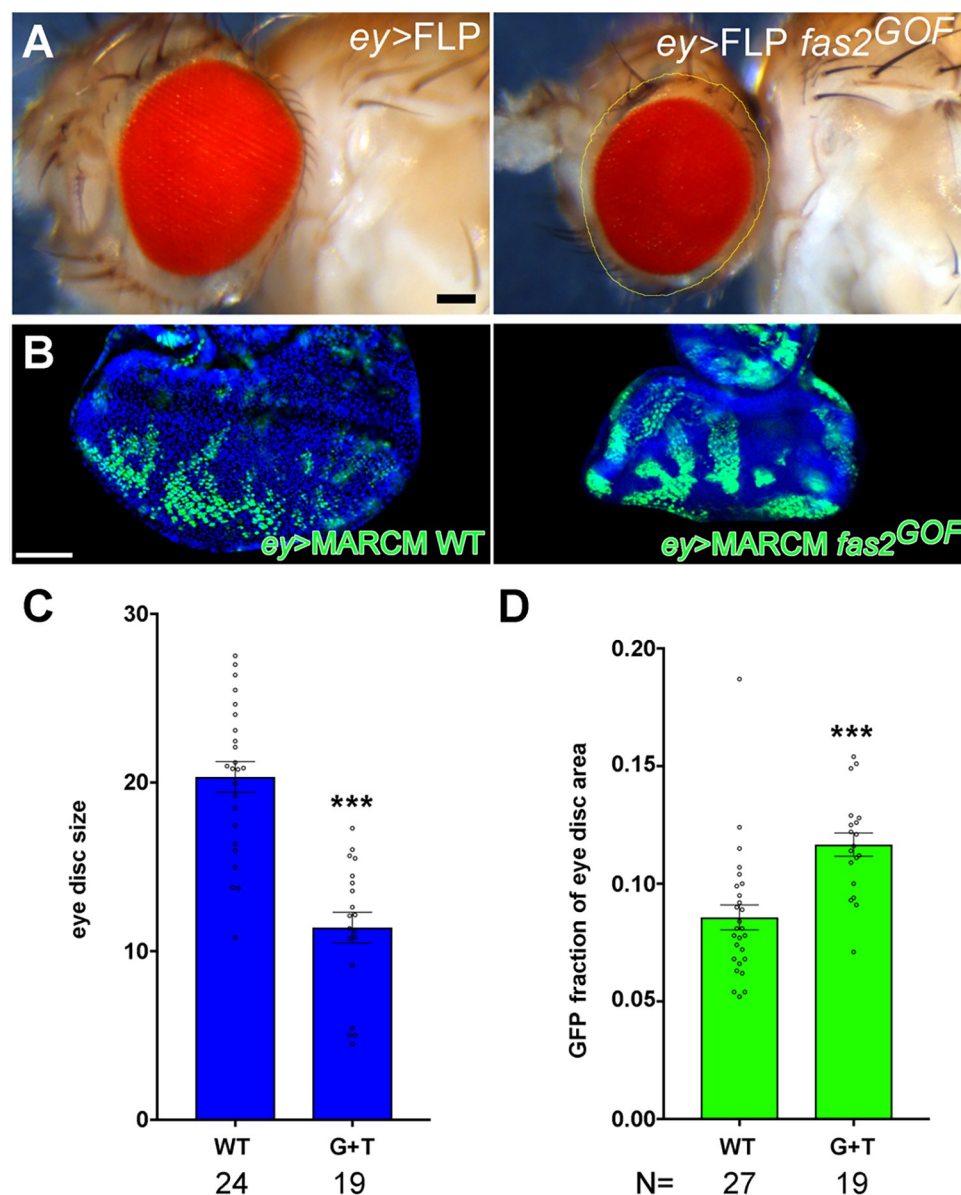 A
ey>FLP
ey>FLP fas2GOF
B
ey>MARCM WT
ey>MARCM fas2GOF
C
30
20
10
0
eye disc size
***
WT
G+T
24
19
D
0.20
0.15
0.10
0.05
0.00
GFP fraction of eye disc area
***
WT
G+T
N=
27
19